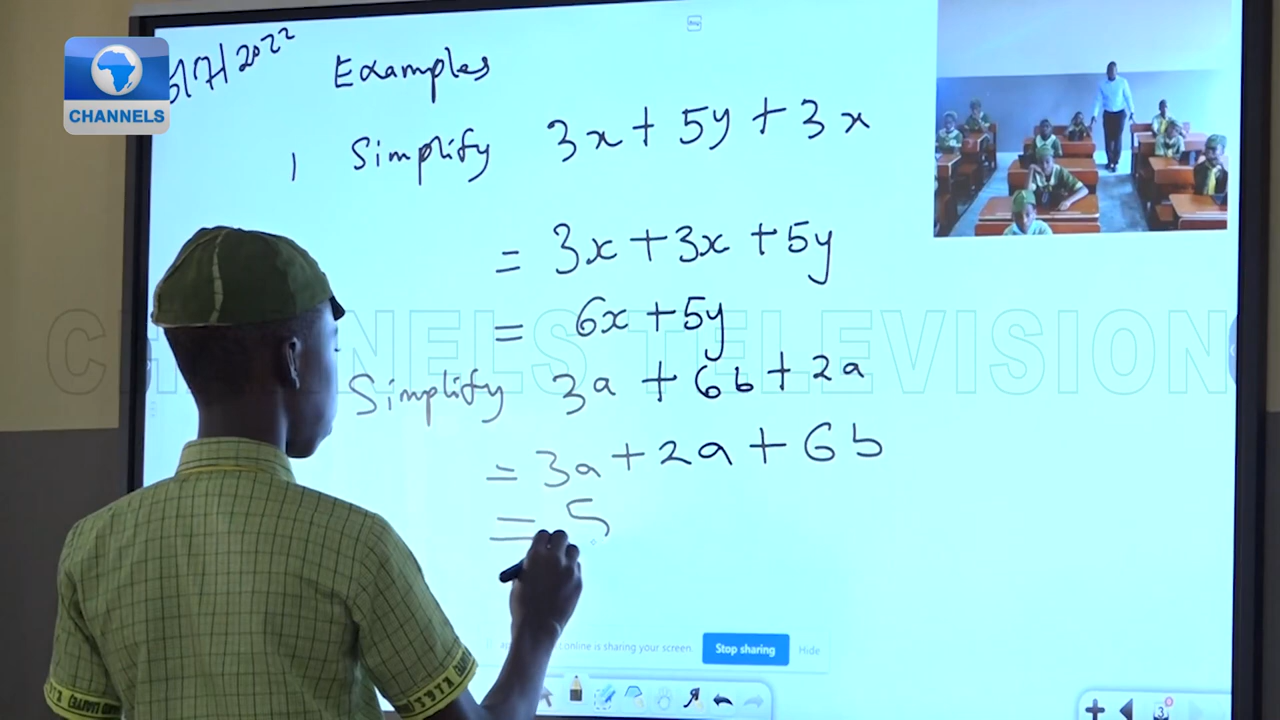 CHANNELS
/7/2022
Examples
1 Simplify 3x + 5y + 3x
= 3x + 3x + 5y
= 6x + 5y
Simplify 3a + 6b + 2a
= 3a + 2a + 6b
= 5
CHANNELS TELEVISION
online is sharing your screen. Stop sharing Hide
3